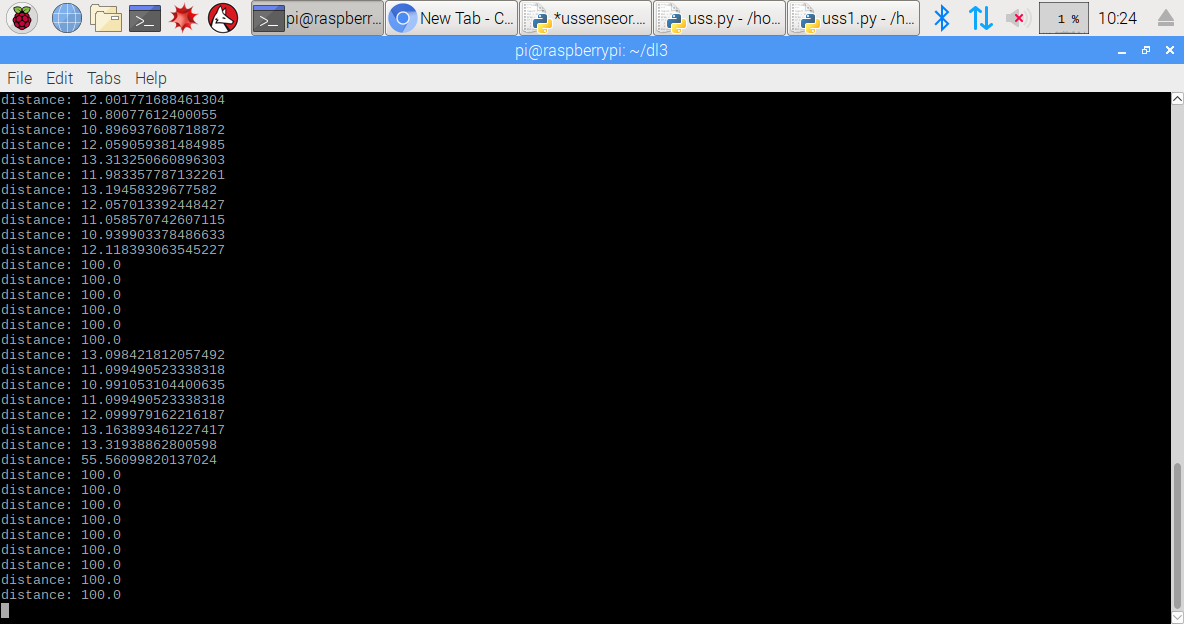 pi@raspberr... New Tab - C... *ussenseor.... uss.py - /ho... uss1.py - /h... 1 % 10:24
pi@raspberrypi: ~/dl3
File Edit Tabs Help
distance: 12.001771688461304
distance: 10.80077612400055
distance: 10.896937608718872
distance: 12.059059381484985
distance: 13.313250660896303
distance: 11.983357787132261
distance: 13.19458329677582
distance: 12.057013392448427
distance: 11.058570742607115
distance: 10.939903378486633
distance: 12.118393063545227
distance: 100.0
distance: 100.0
distance: 100.0
distance: 100.0
distance: 100.0
distance: 100.0
distance: 13.098421812057492
distance: 11.099490523338318
distance: 10.991053104400635
distance: 11.099490523338318
distance: 12.099979162216187
distance: 13.163893461227417
distance: 13.31938862800598
distance: 55.56099820137024
distance: 100.0
distance: 100.0
distance: 100.0
distance: 100.0
distance: 100.0
distance: 100.0
distance: 100.0
distance: 100.0
distance: 100.0